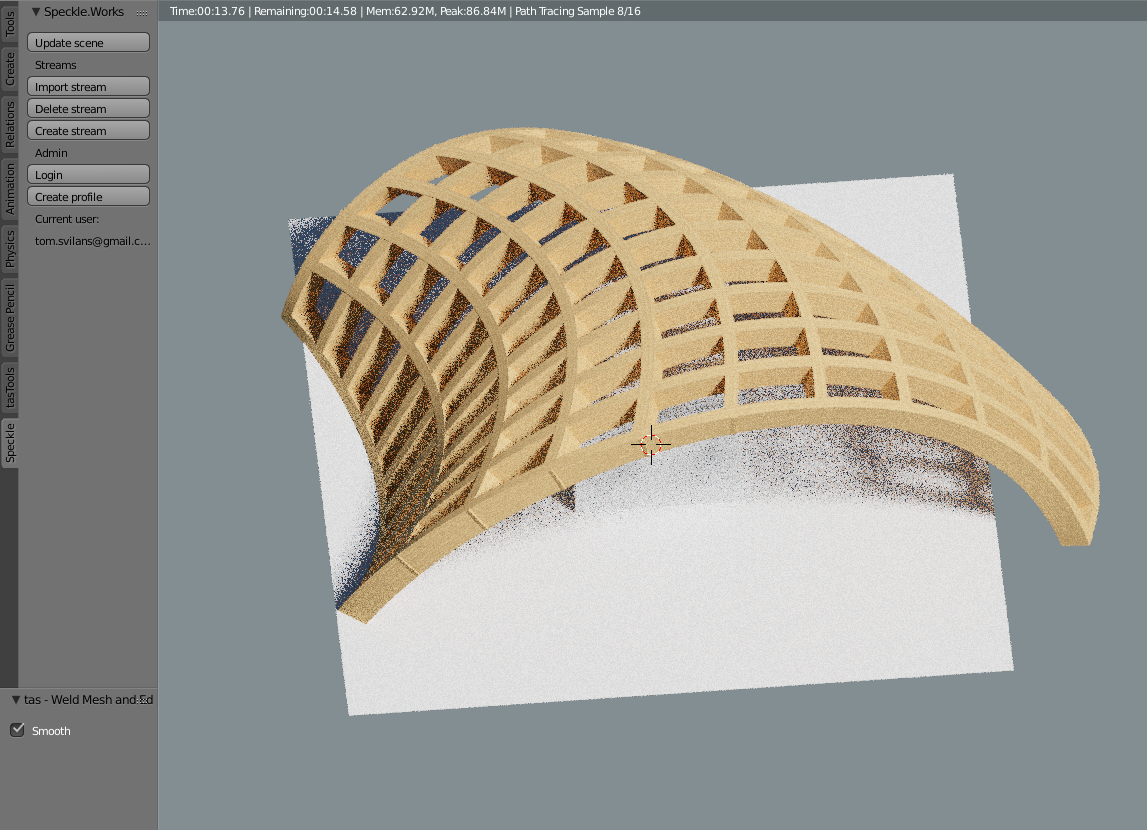 Time:00:13.76 | Remaining:00:14.58 | Mem:62.92M, Peak:86.84M | Path Tracing Sample 8/16
Tools
Create
Relations
Animation
Physics
Grease Pencil
tasTools
Speckle
Speckle.Works
Update scene
Streams
Import stream
Delete stream
Create stream
Admin
Login
Create profile
Current user:
tom.svilans@gmail.c...
tas - Weld Mesh and Ed
Smooth